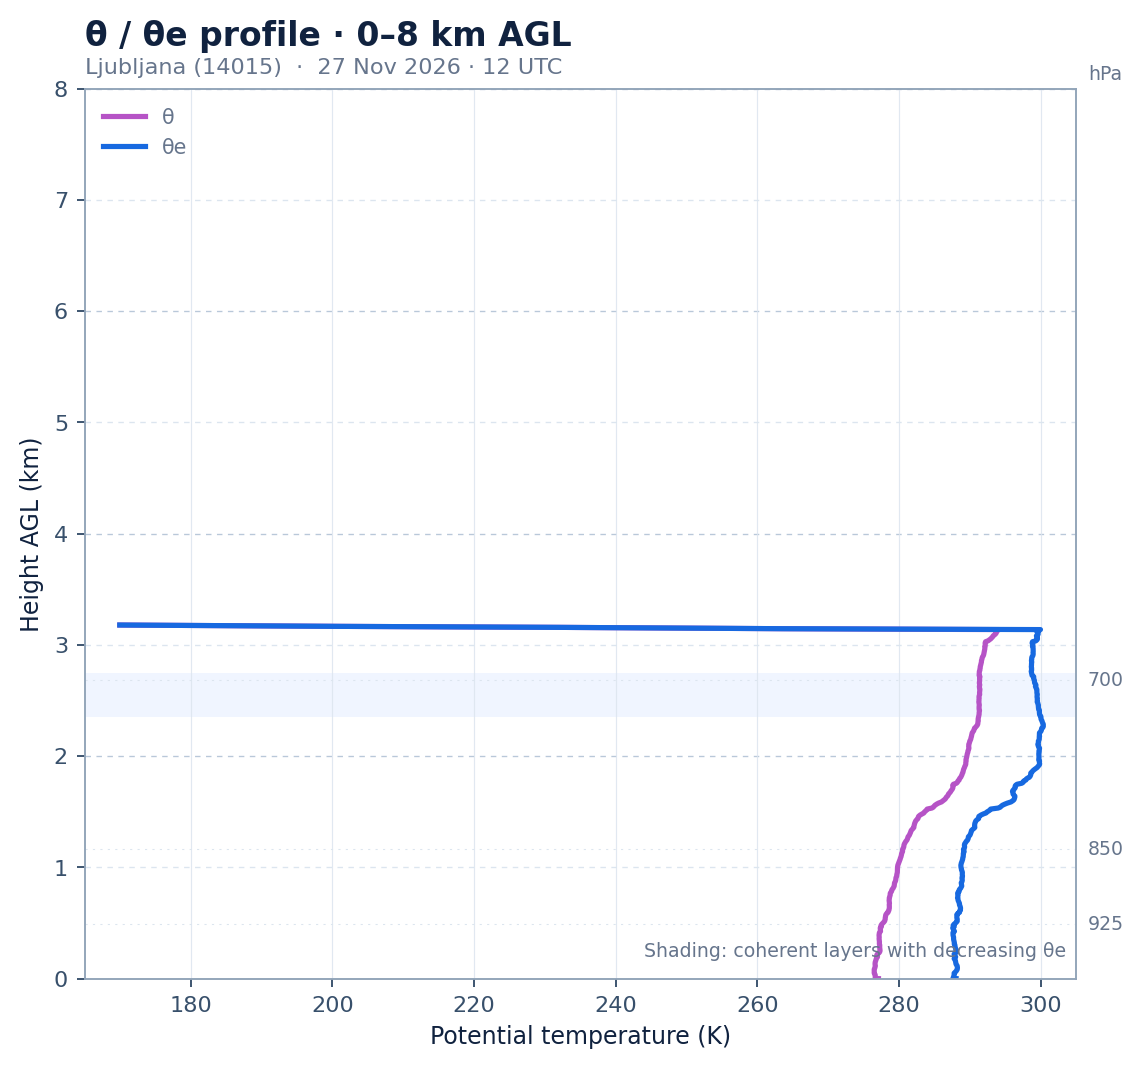 θ / θe profile · 0–8 km AGL
Ljubljana (14015)  ·  27 Nov 2026 · 12 UTC
hPa
θ
θe
8
7
6
5
4
3
2
1
0
Height AGL (km)
700
850
925
Shading: coherent layers with decreasing θe
180 200 220 240 260 280 300
Potential temperature (K)